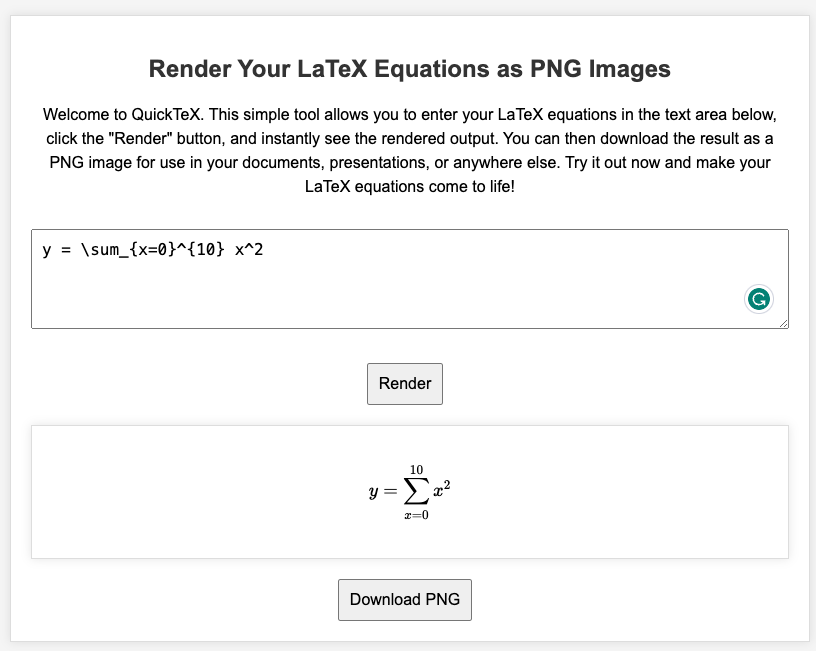 Render Your LaTeX Equations as PNG Images
Welcome to QuickTeX. This simple tool allows you to enter your LaTeX equations in the text area below,
click the "Render" button, and instantly see the rendered output. You can then download the result as a
PNG image for use in your documents, presentations, or anywhere else. Try it out now and make your
LaTeX equations come to life!
y = \sum_{x=0}^{10} x^2
G
Render
10
y = ∑ x²
x=0
Download PNG